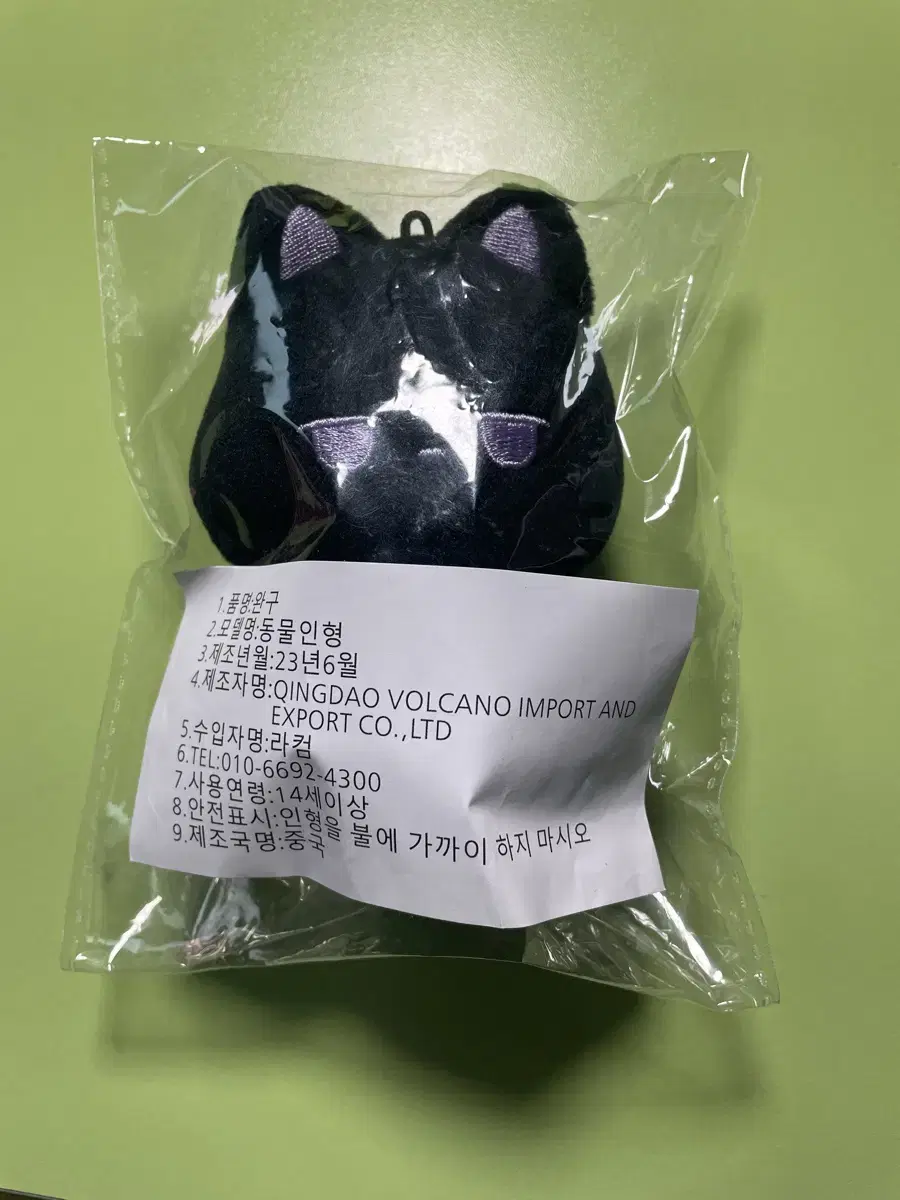 1.품명:완구
2.모델명:동물인형
3.제조년월:23년6월
4.제조자명:QINGDAO VOLCANO IMPORT AND
EXPORT CO.,LTD
5.수입자명:라컴
6.TEL:010-6692-4300
7.사용연령:14세이상
8.안전표시:인형을 불에 가까이 하지 마시오
9.제조국명:중국